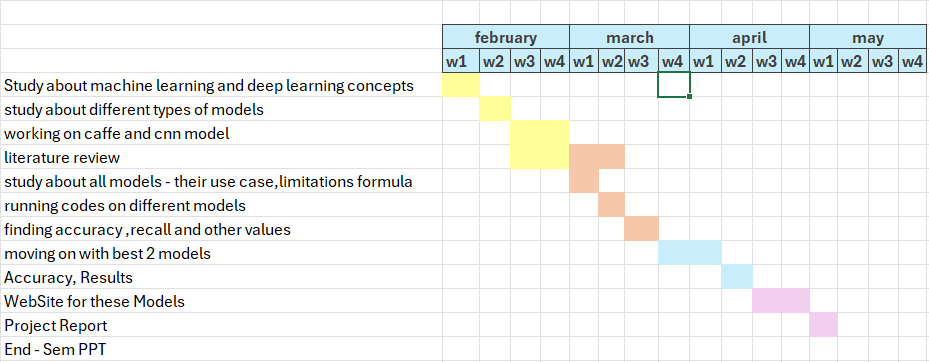 february march april may
w1 w2 w3 w4 w1 w2 w3 w4 w1 w2 w3 w4 w1 w2 w3 w4
Study about machine learning and deep learning concepts
study about different types of models
working on caffe and cnn model
literature review
study about all models - their use case,limitations formula
running codes on different models
finding accuracy ,recall and other values
moving on with best 2 models
Accuracy, Results
WebSite for these Models
Project Report
End - Sem PPT